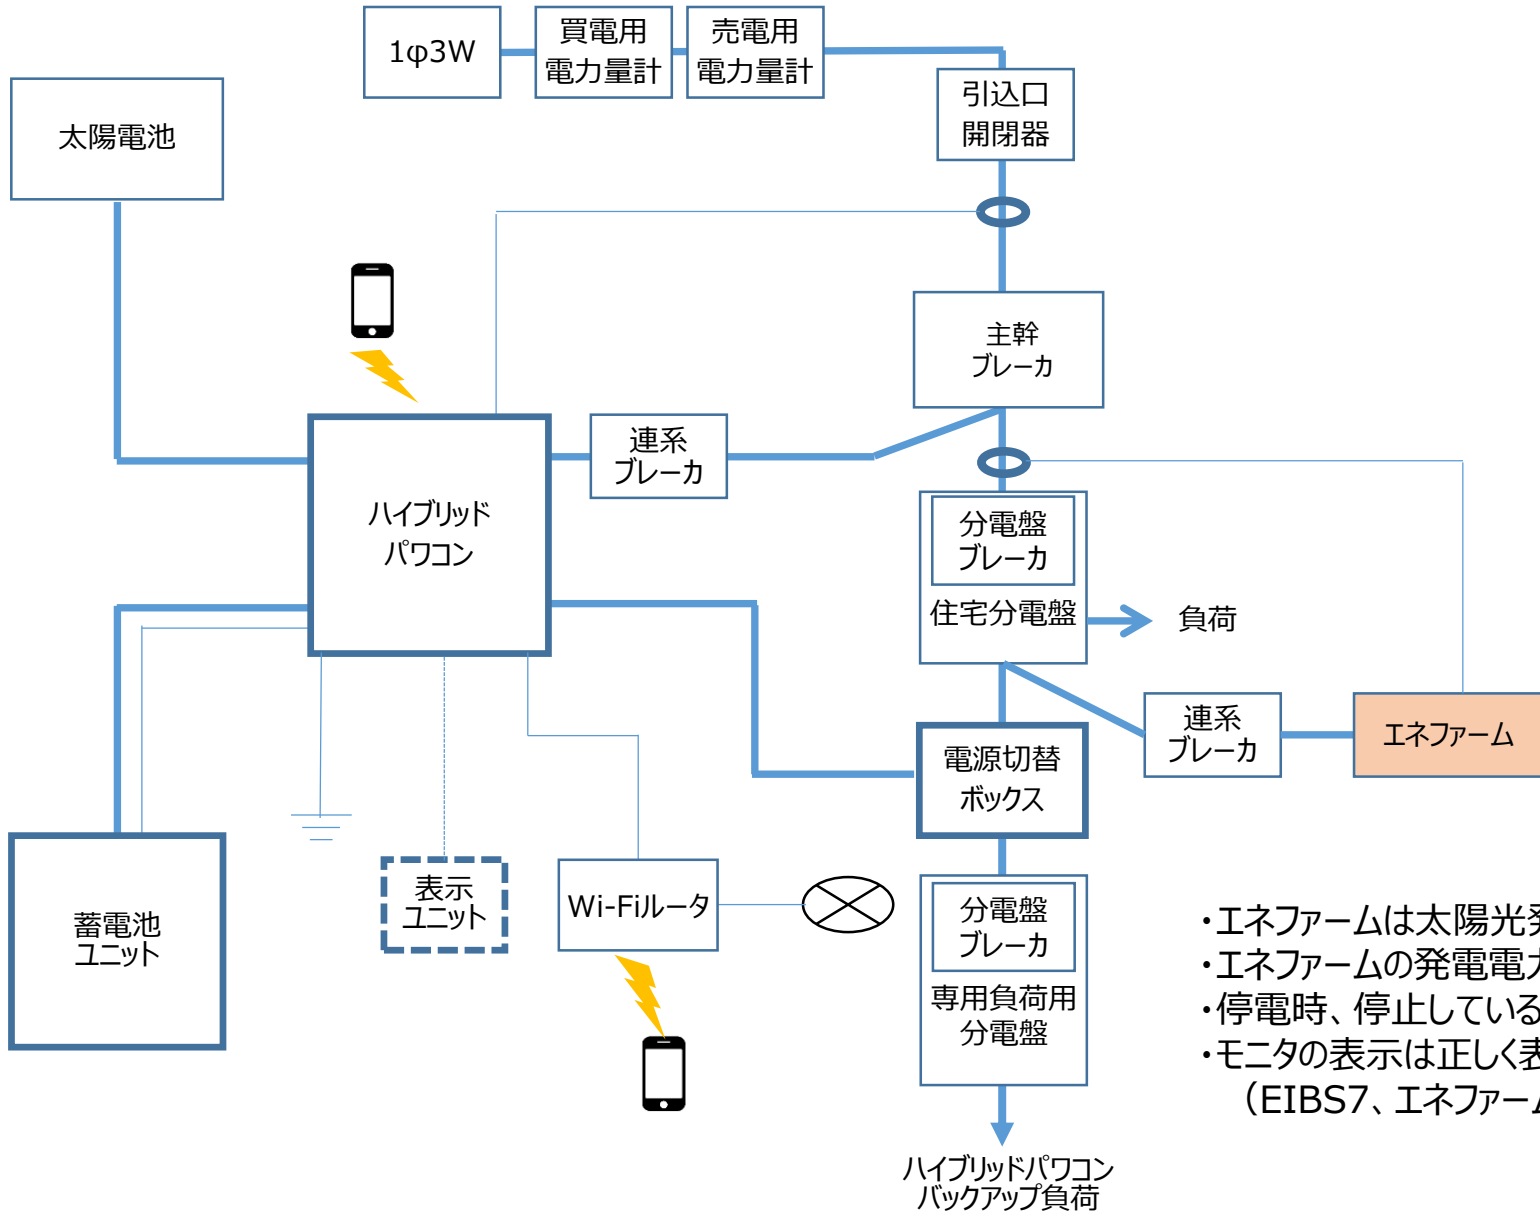 1φ3W
買電用
電力量計
売電用
電力量計
引込口
開閉器
太陽電池
主幹
ブレーカ
連系
ブレーカ
ハイブリッド
パワコン
分電盤
ブレーカ
住宅分電盤
負荷
連系
ブレーカ
エネファーム
電源切替
ボックス
蓄電池
ユニット
表示
ユニット
Wi-Fiルータ
分電盤
ブレーカ
専用負荷用
分電盤
・エネファームは太陽光発
・エネファームの発電電力
・停電時、停止している
・モニタの表示は正しく表
（EIBS7、エネファーム
ハイブリッドパワコン
バックアップ負荷